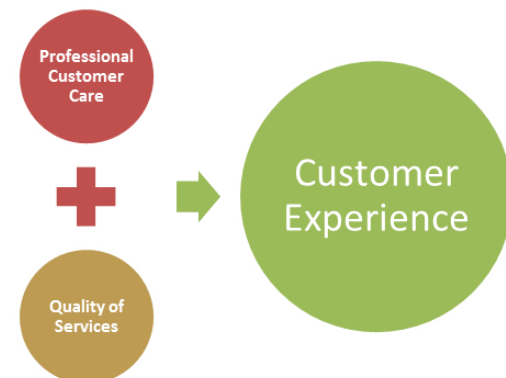 Professional
Customer
Care
Customer
Experience
Quality of
Services